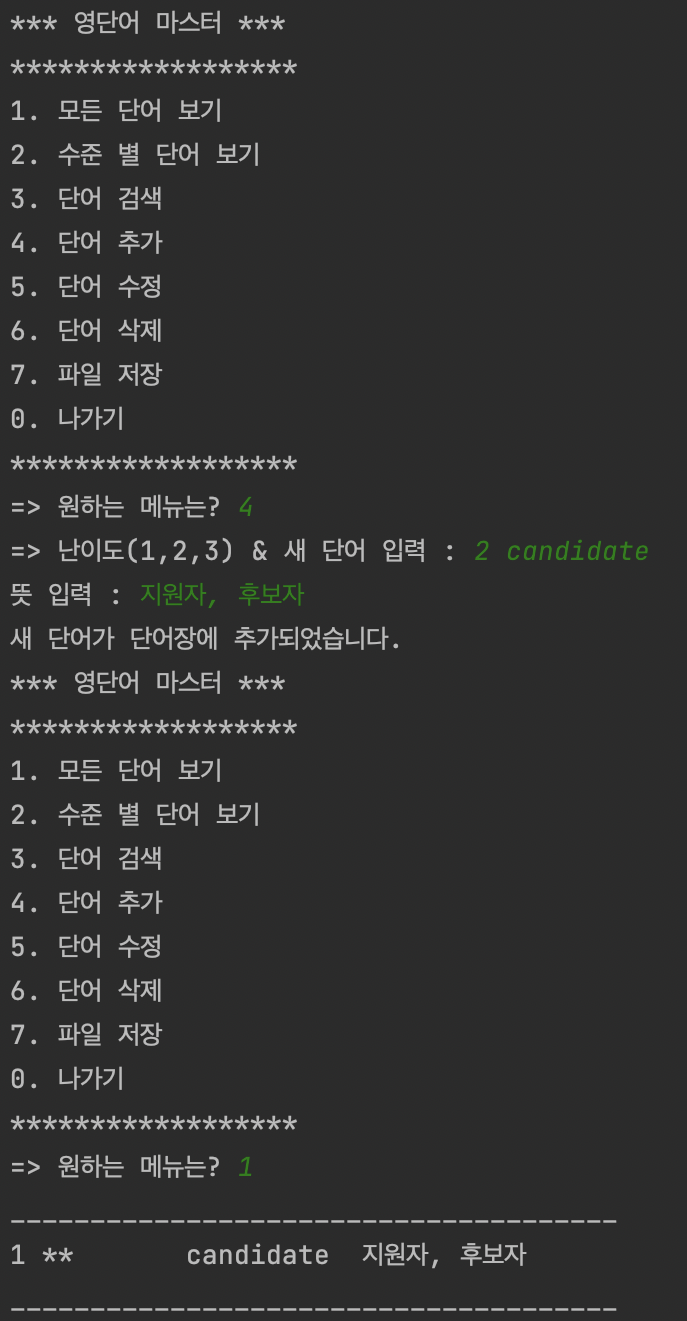 *** 영단어 마스터 ***
******************
1. 모든 단어 보기
2. 수준 별 단어 보기
3. 단어 검색
4. 단어 추가
5. 단어 수정
6. 단어 삭제
7. 파일 저장
0. 나가기
******************
=> 원하는 메뉴는? 4
=> 난이도(1,2,3) & 새 단어 입력 : 2 candidate
뜻 입력 : 지원자, 후보자
새 단어가 단어장에 추가되었습니다.
*** 영단어 마스터 ***
******************
1. 모든 단어 보기
2. 수준 별 단어 보기
3. 단어 검색
4. 단어 추가
5. 단어 수정
6. 단어 삭제
7. 파일 저장
0. 나가기
******************
=> 원하는 메뉴는? 1
--------------------------------------
1 **       candidate  지원자, 후보자
--------------------------------------